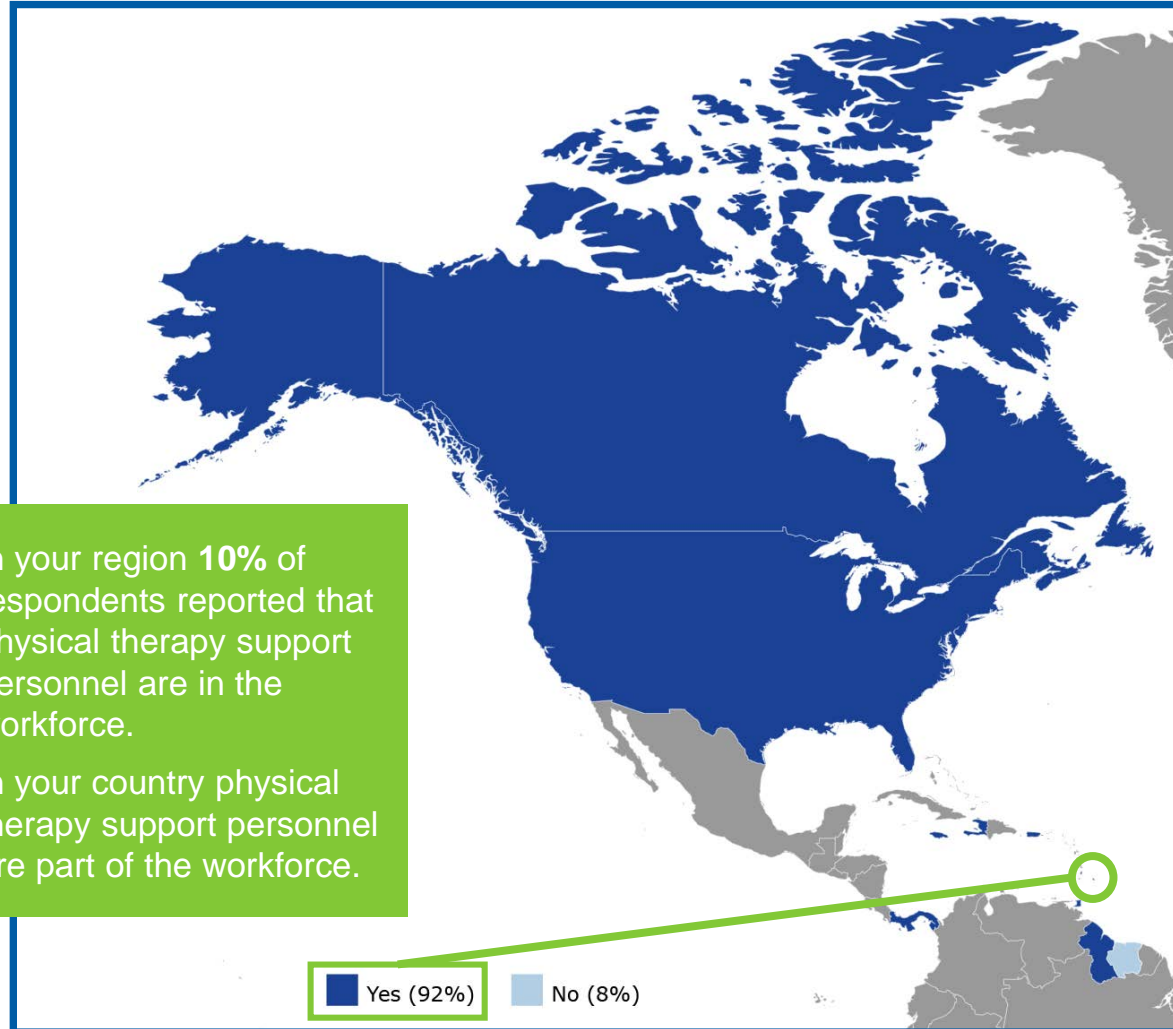 n your region 10% of
espondents reported that
hysical therapy support
ersonnel are in the
orkforce.
n your country physical
herapy support personnel
re part of the workforce.
Yes (92%)
No (8%)